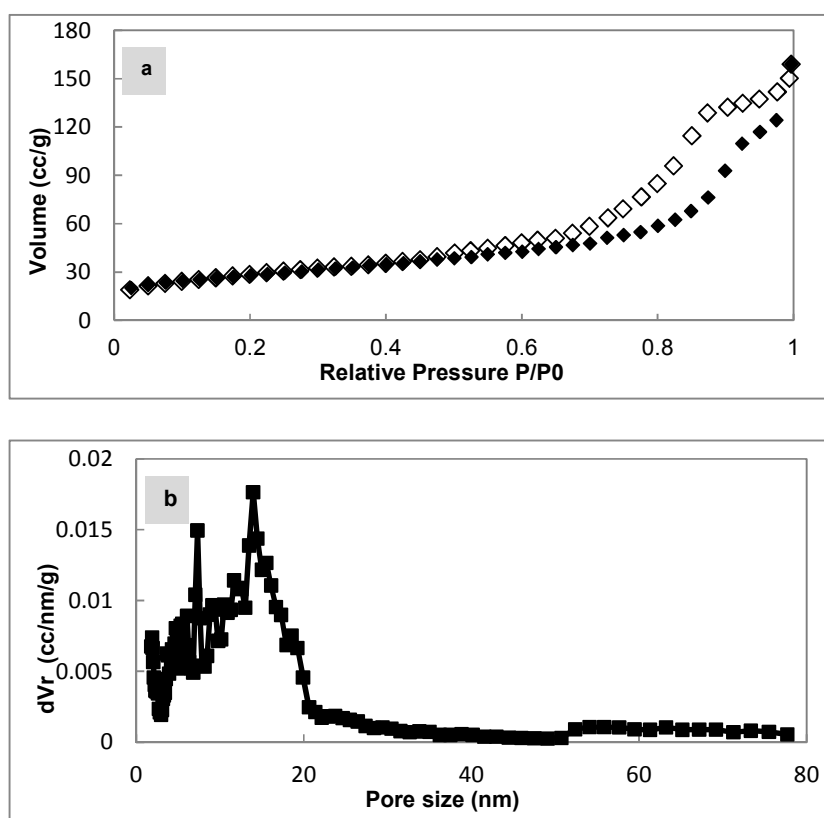 a
180
150
120
90
60
30
0
Volume (cc/g)
0 0.2 0.4 0.6 0.8 1
Relative Pressure P/P0
b
0.02
0.015
0.01
0.005
0
dVr (cc/nm/g)
0 20 40 60 80
Pore size (nm)